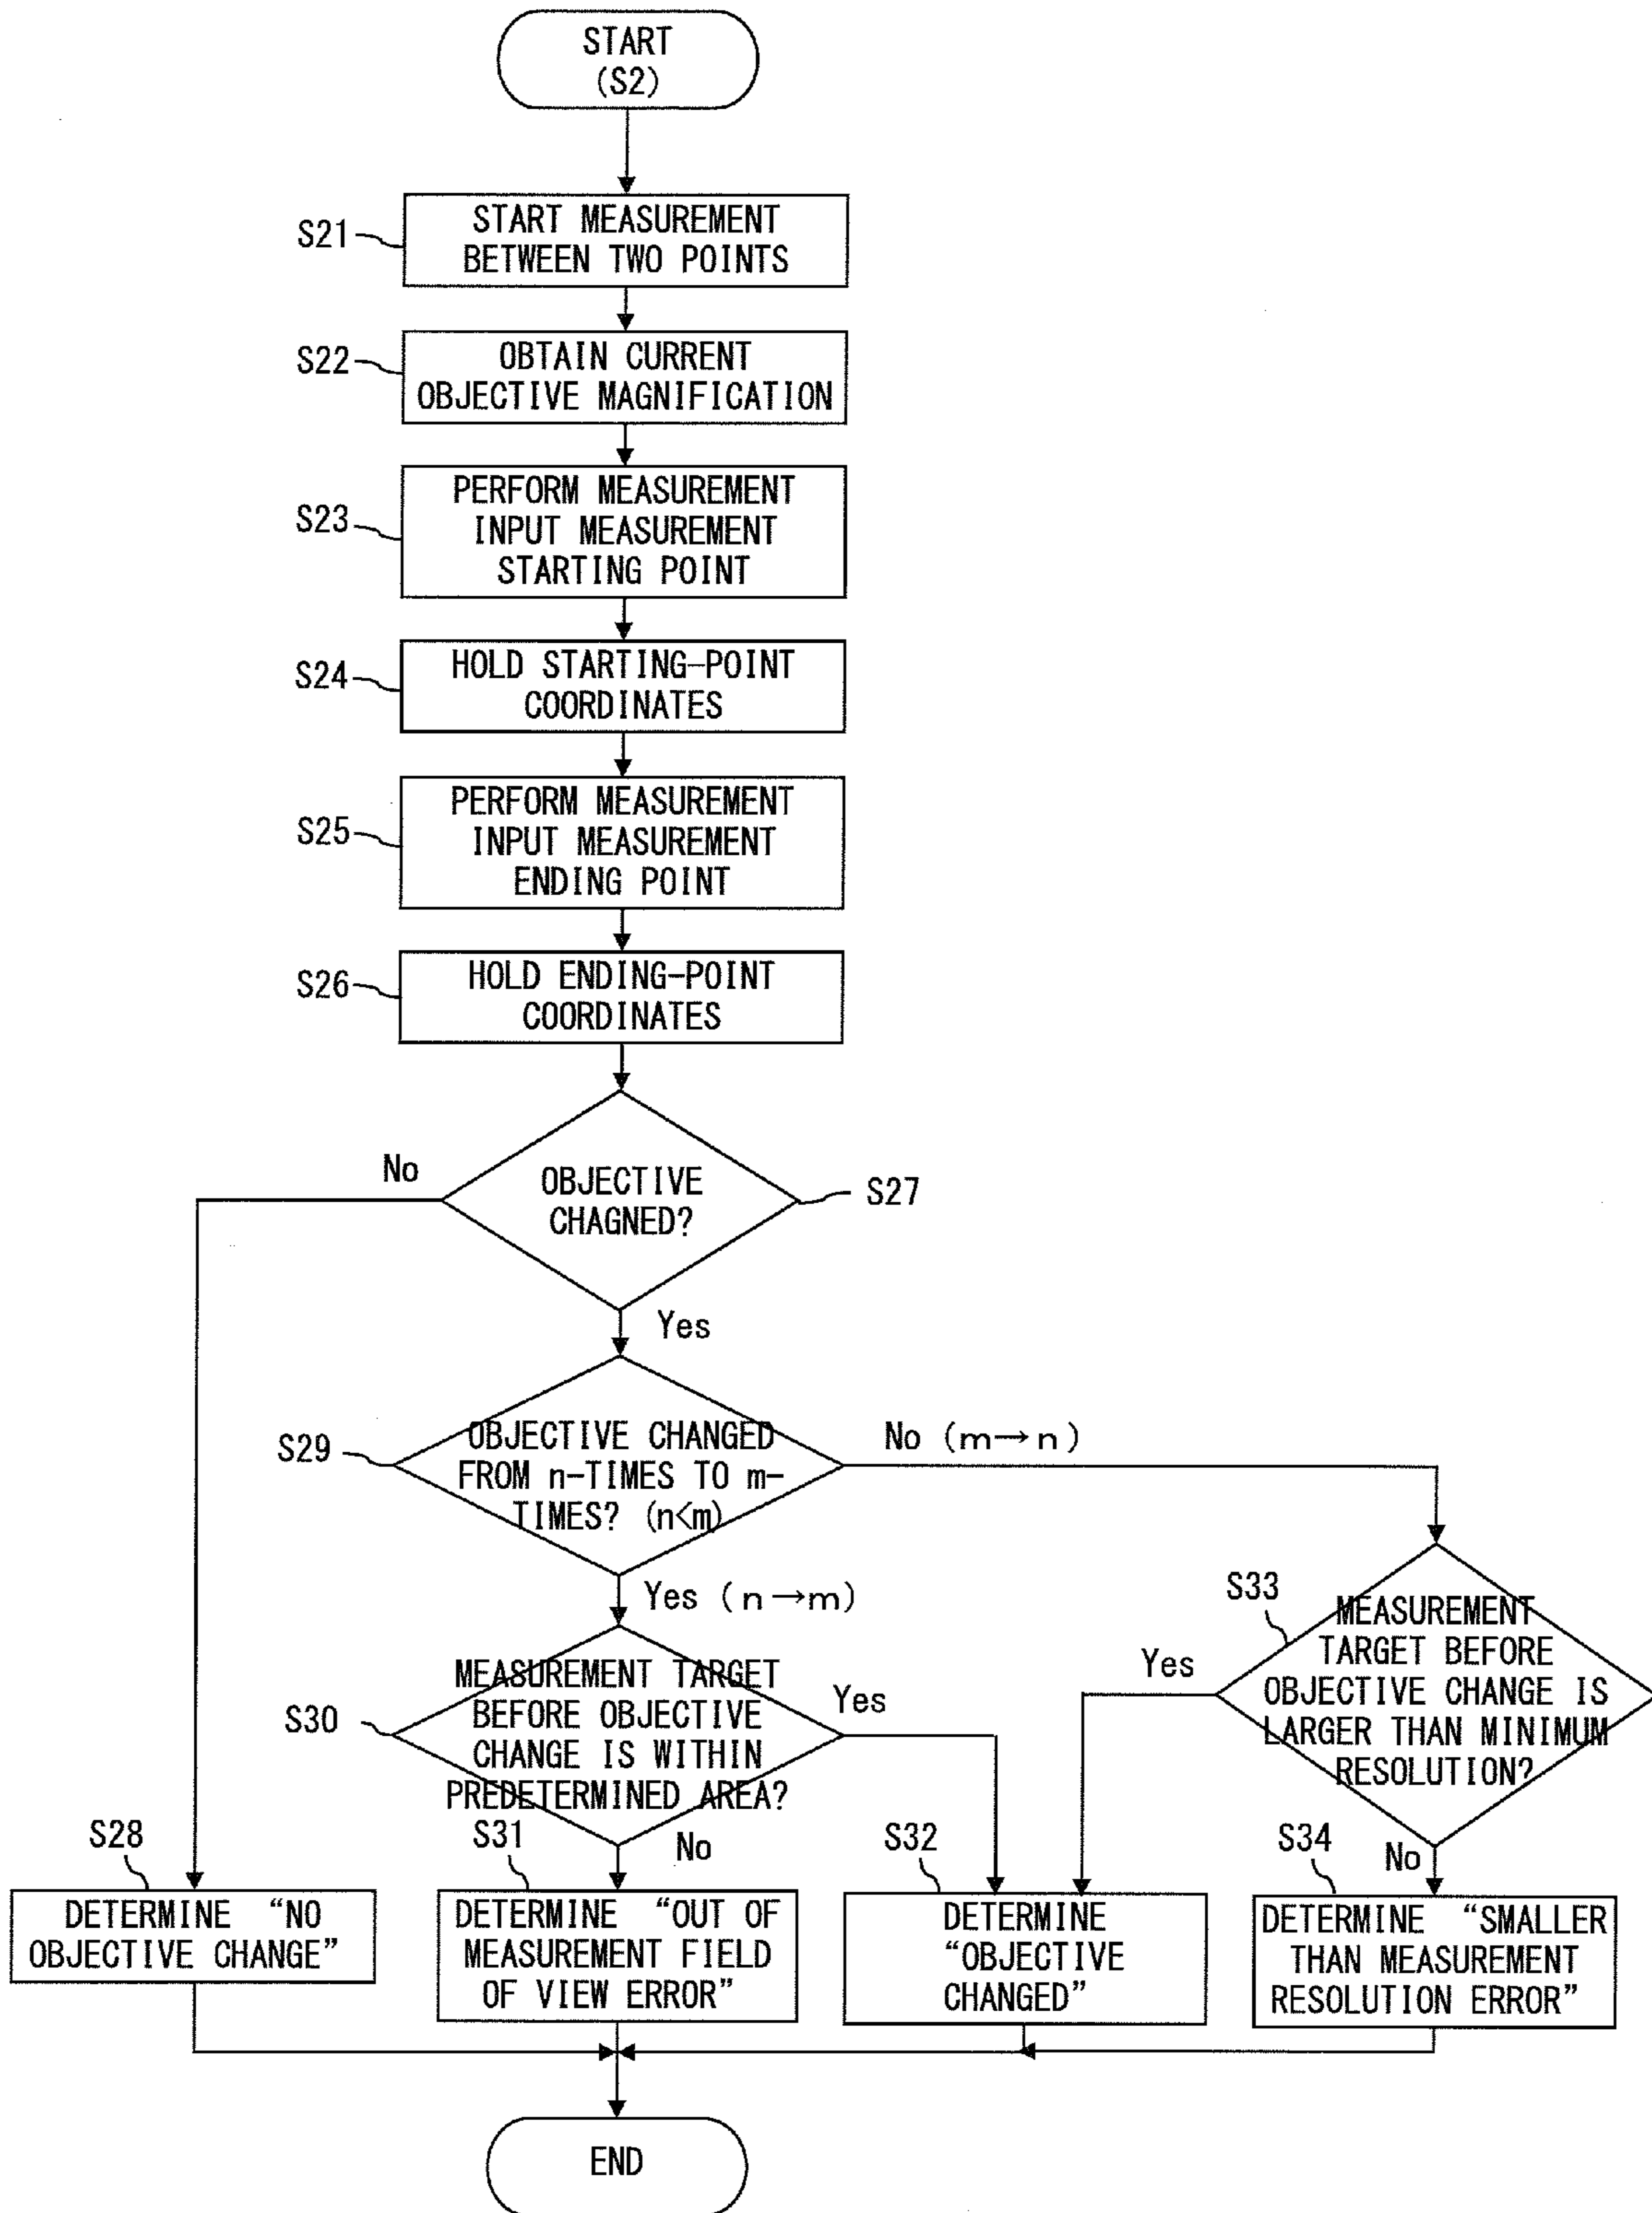 START
(S2)
S21
START MEASUREMENT
BETWEEN TWO POINTS
S22
OBTAIN CURRENT
OBJECTIVE MAGNIFICATION
S23
PERFORM MEASUREMENT
INPUT MEASUREMENT
STARTING POINT
S24
HOLD STARTING-POINT
COORDINATES
S25
PERFORM MEASUREMENT
INPUT MEASUREMENT
ENDING POINT
S26
HOLD ENDING-POINT
COORDINATES
No
OBJECTIVE
CHAGNED?
S27
Yes
S29
OBJECTIVE CHANGED
FROM n-TIMES TO m-
TIMES? (n<m)
No (m→n)
Yes (n→m)
S33
MEASUREMENT
TARGET BEFORE
OBJECTIVE CHANGE IS
LARGER THAN MINIMUM
RESOLUTION?
Yes
S30
MEASUREMENT TARGET
BEFORE OBJECTIVE
CHANGE IS WITHIN
PREDETERMINED AREA?
Yes
No
No
S28
DETERMINE “NO
OBJECTIVE CHANGE”
S31
DETERMINE “OUT OF
MEASUREMENT FIELD
OF VIEW ERROR”
S32
DETERMINE
“OBJECTIVE
CHANGED”
S34
DETERMINE “SMALLER
THAN MEASUREMENT
RESOLUTION ERROR”
END